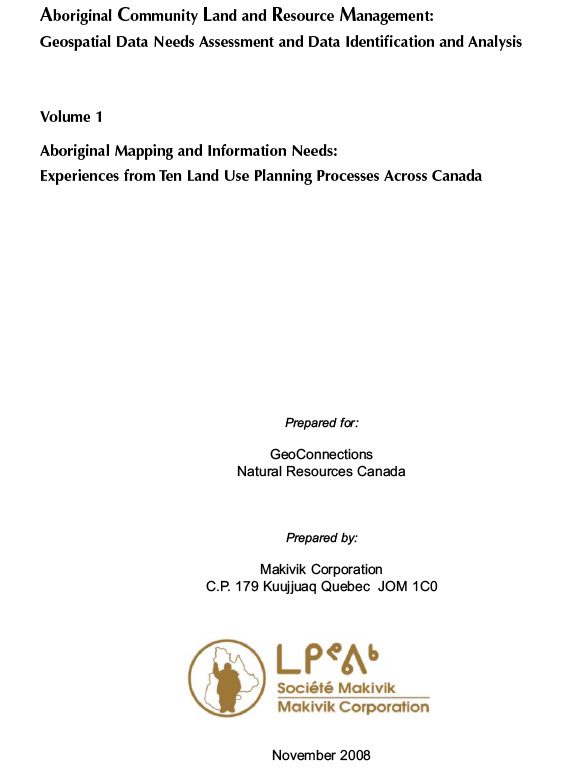 Aboriginal Community Land and Resource Management:
Geospatial Data Needs Assessment and Data Identification and Analysis
Volume 1
Aboriginal Mapping and Information Needs:
Experiences from Ten Land Use Planning Processes Across Canada
Prepared for:
GeoConnections
Natural Resources Canada
Prepared by:
Makivik Corporation
C.P. 179 Kuujjuaq Quebec JOM 1C0
ᒪᑭᕝᕕᒃ
Société Makivik
Makivik Corporation
November 2008